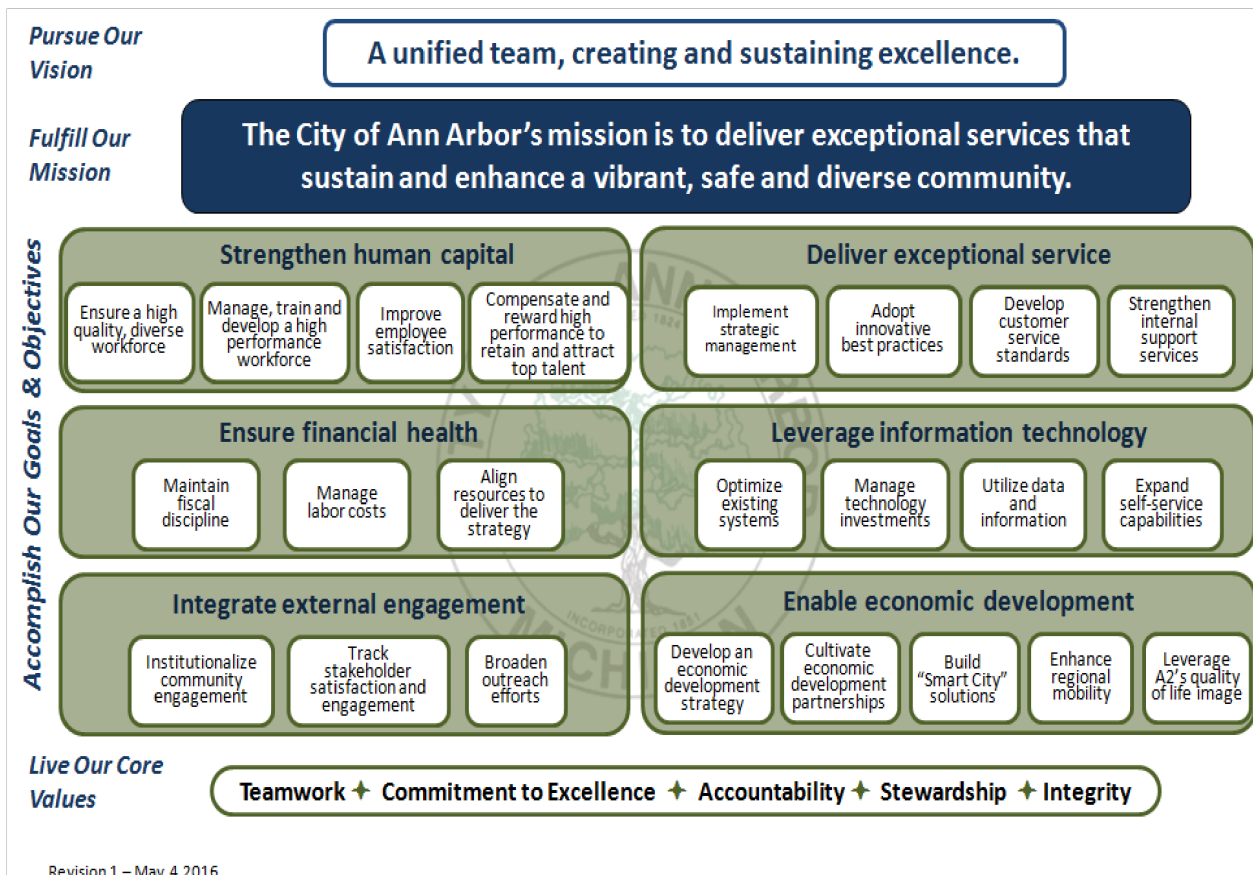 Pursue Our
Vision
A unified team, creating and sustaining excellence.
Fulfill Our
Mission
The City of Ann Arbor's mission is to deliver exceptional services that
sustain and enhance a vibrant, safe and diverse community.
Accomplish Our Goals & Objectives
Strengthen human capital
Ensure a high
quality, diverse
workforce
Manage, train and
develop a high
performance
workforce
Improve
employee
satisfaction
Compensate and
reward high
performance to
retain and attract
top talent
Deliver exceptional service
Implement
strategic
management
Adopt
innovative
best practices
Develop
customer
service
standards
Strengthen
internal
support
services
Ensure financial health
Maintain
fiscal
discipline
Manage
labor costs
Align
resources to
deliver the
strategy
Leverage information technology
Optimize
existing
systems
Manage
technology
investments
Utilize data
and
information
Expand
self-service
capabilities
Integrate external engagement
Institutionalize
community
engagement
Track
stakeholder
satisfaction and
engagement
Broaden
outreach
efforts
Enable economic development
Develop an
economic
development
strategy
Cultivate
economic
development
partnerships
Build
“Smart City”
solutions
Enhance
regional
mobility
Leverage
A2's quality
of life image
INCORPORATED 1851
Live Our Core
Values
Teamwork ✦ Commitment to Excellence ✦ Accountability ✦ Stewardship ✦ Integrity
Revision 1 – May 4 2016